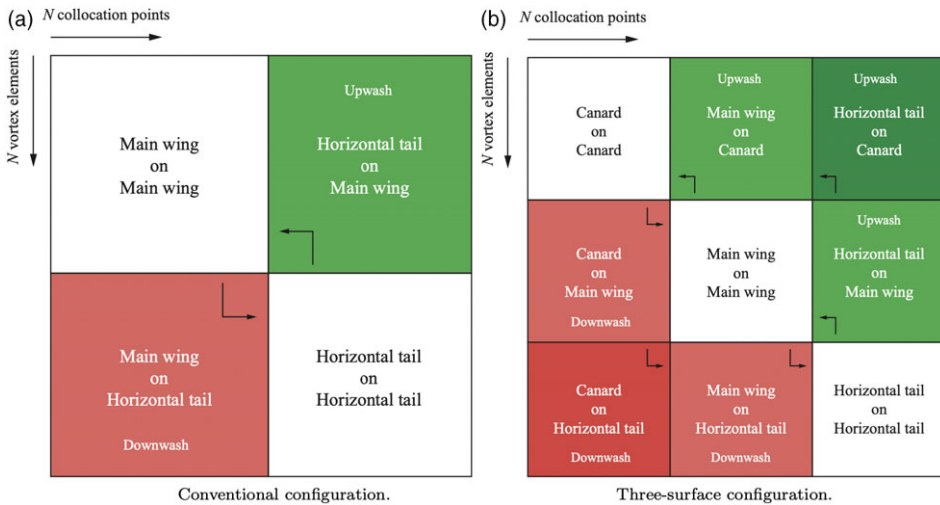 (a)
N collocation points
N vortex elements
Main wing
on
Main wing
Upwash
Horizontal tail
on
Main wing
Main wing
on
Horizontal tail
Downwash
Horizontal tail
on
Horizontal tail
Conventional configuration.
(b)
N collocation points
N vortex elements
Canard
on
Canard
Upwash
Main wing
on
Canard
Upwash
Horizontal tail
on
Canard
Canard
on
Main wing
Downwash
Main wing
on
Main wing
Upwash
Horizontal tail
on
Main wing
Canard
on
Horizontal tail
Downwash
Main wing
on
Horizontal tail
Downwash
Horizontal tail
on
Horizontal tail
Three-surface configuration.